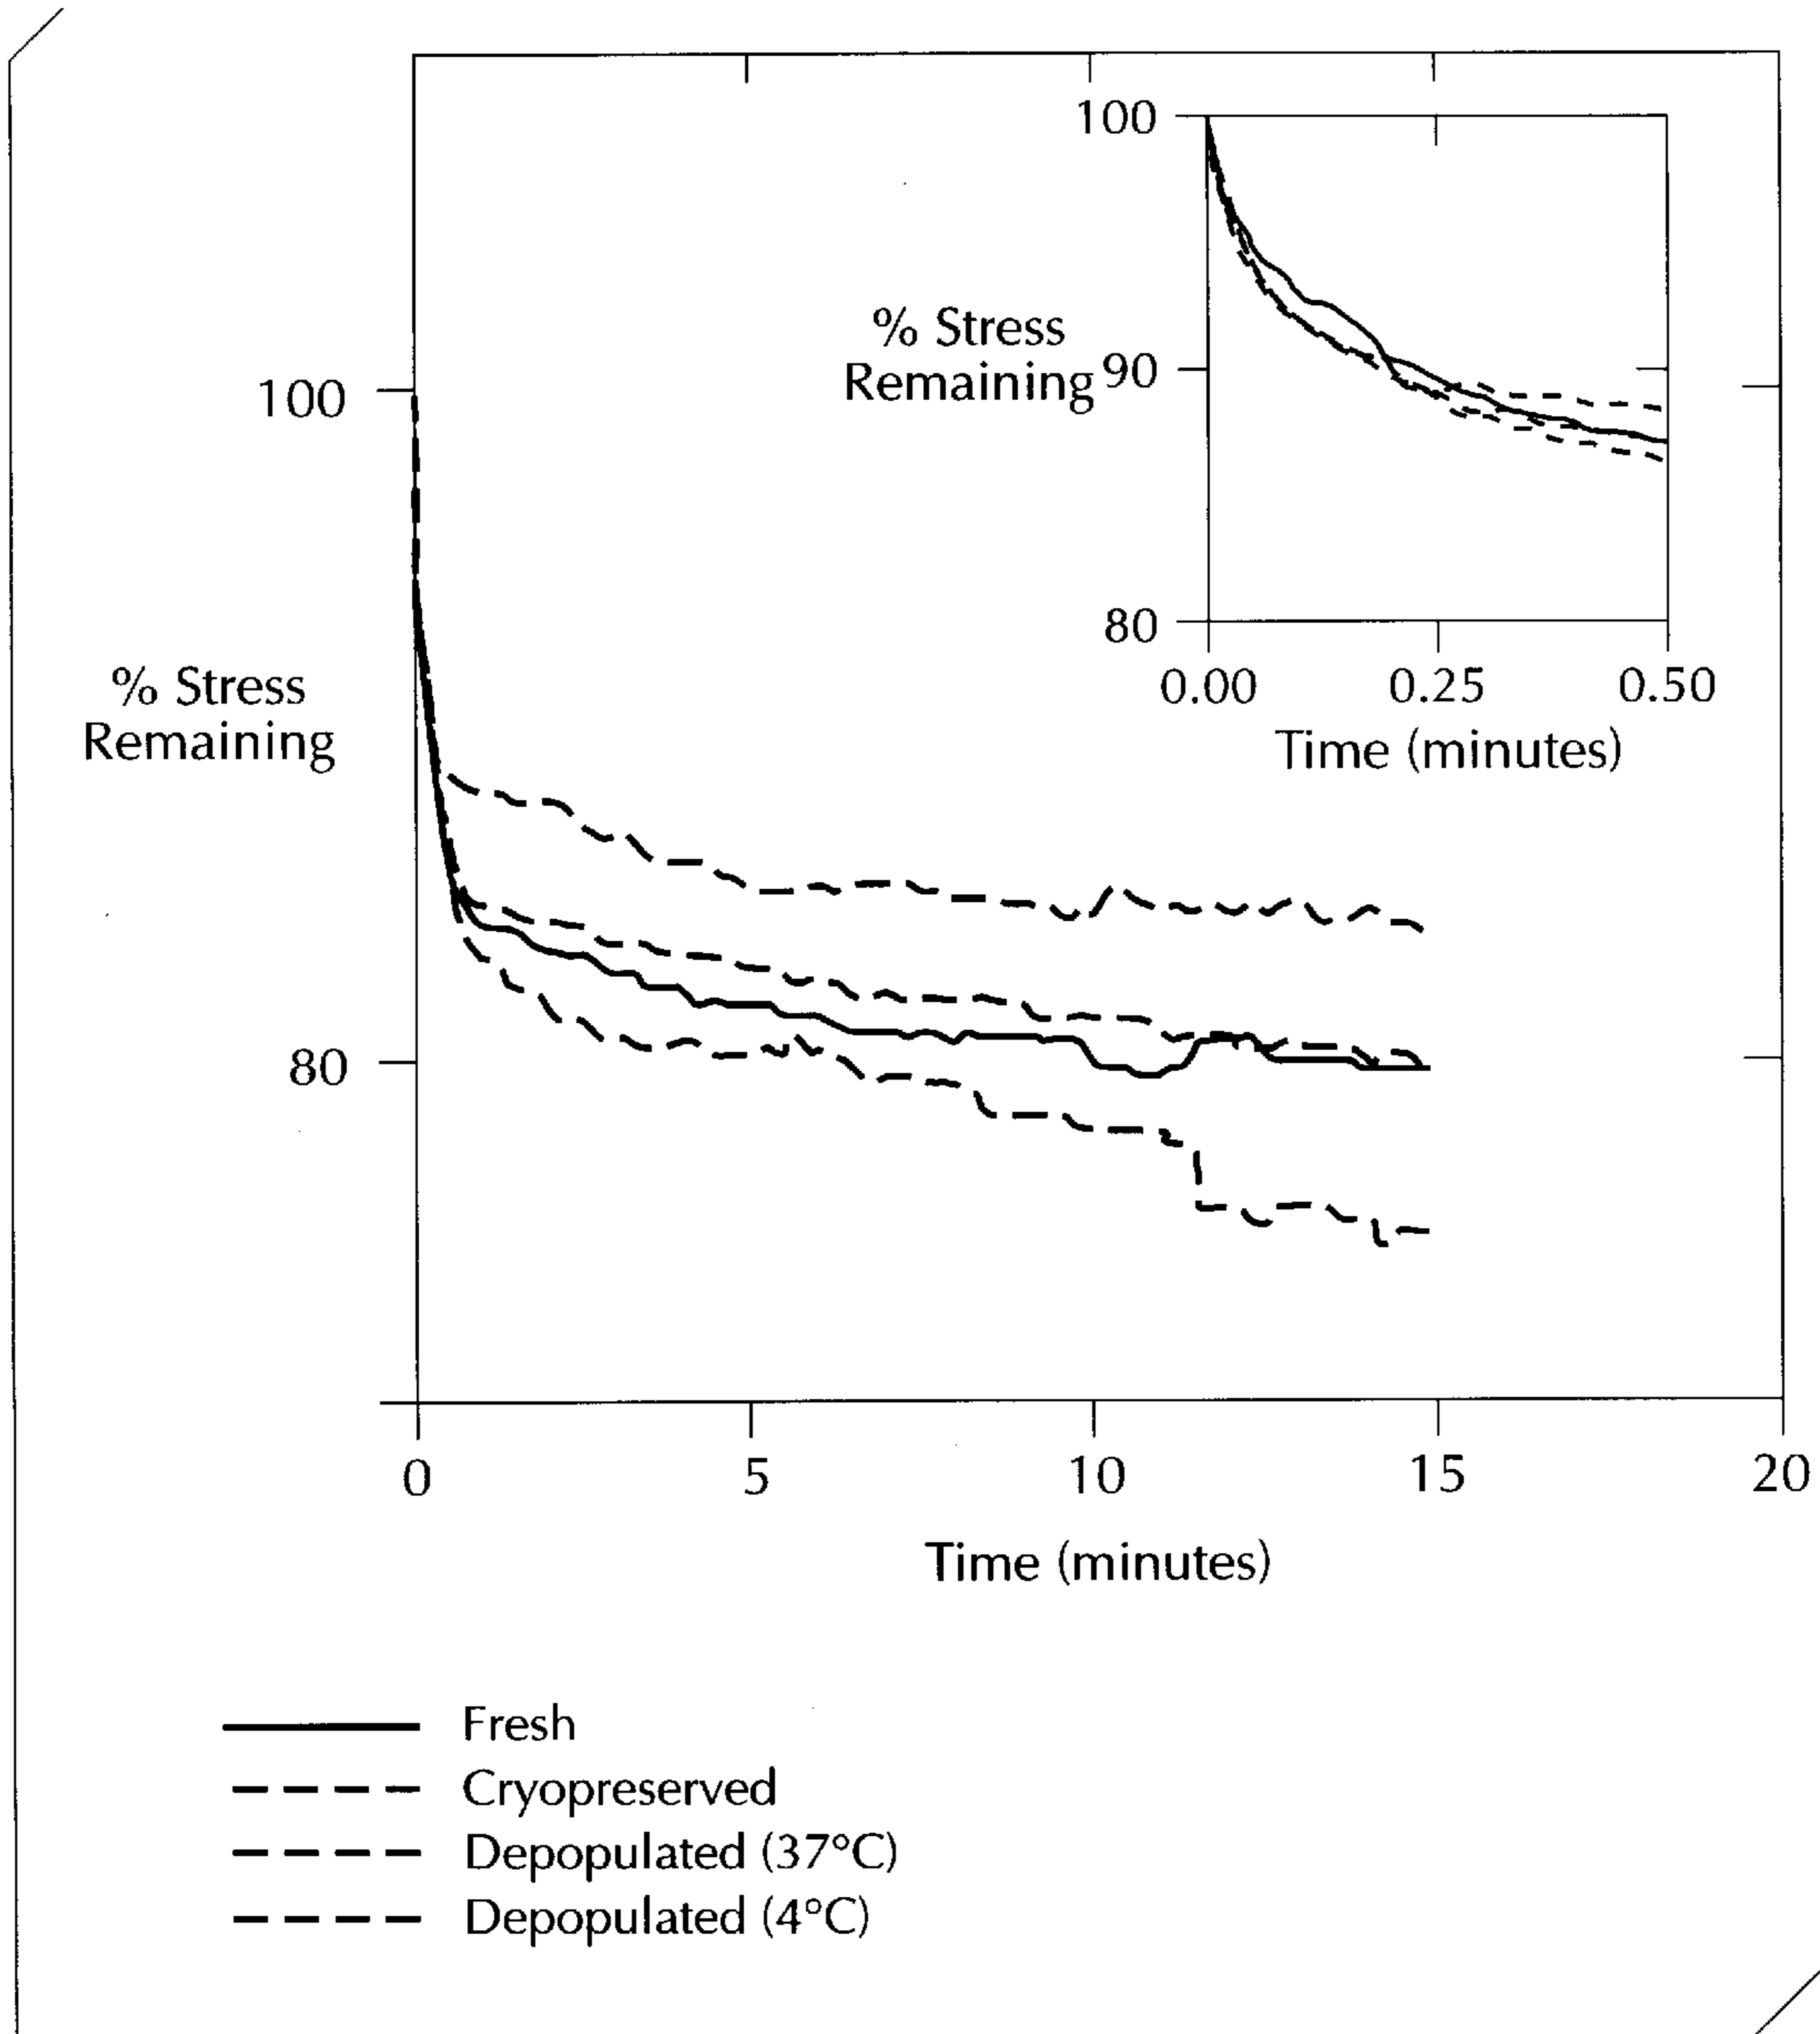 100
% Stress
Remaining
90
80
0.00 0.25 0.50
Time (minutes)
100
% Stress
Remaining
80
0 5 10 15 20
Time (minutes)
Fresh
Cryopreserved
Depopulated (37°C)
Depopulated (4°C)